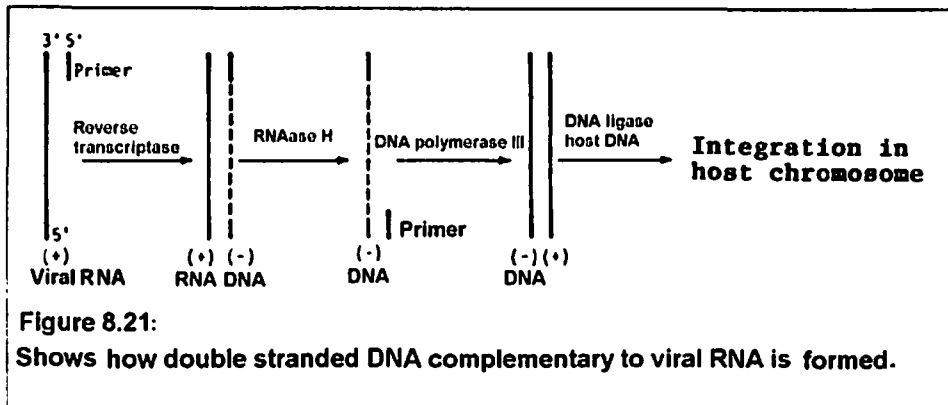 3' 5'
Primer
Reverse
transcriptase
RNAase H
DNA polymerase III
DNA ligase
host DNA
Integration in
host chromosome
5'
Primer
(+) (+) (-) (-) (-) (+)
Viral RNA RNA DNA DNA DNA
Figure 8.21:
Shows how double stranded DNA complementary to viral RNA is formed.